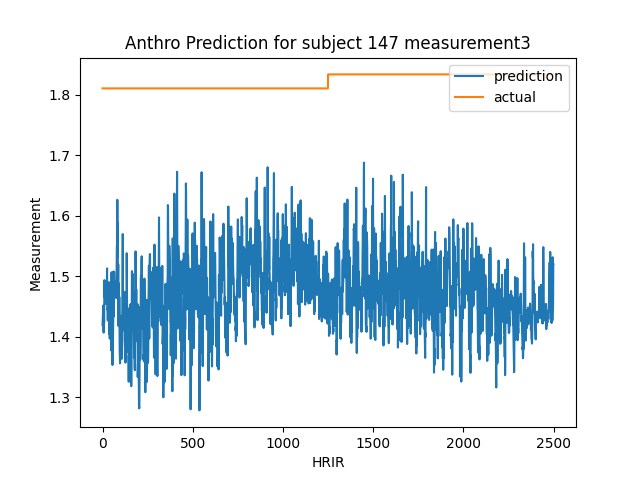 Anthro Prediction for subject 147 measurement3
prediction
actual
Measurement
1.8
1.7
1.6
1.5
1.4
1.3
0 500 1000 1500 2000 2500
HRIR